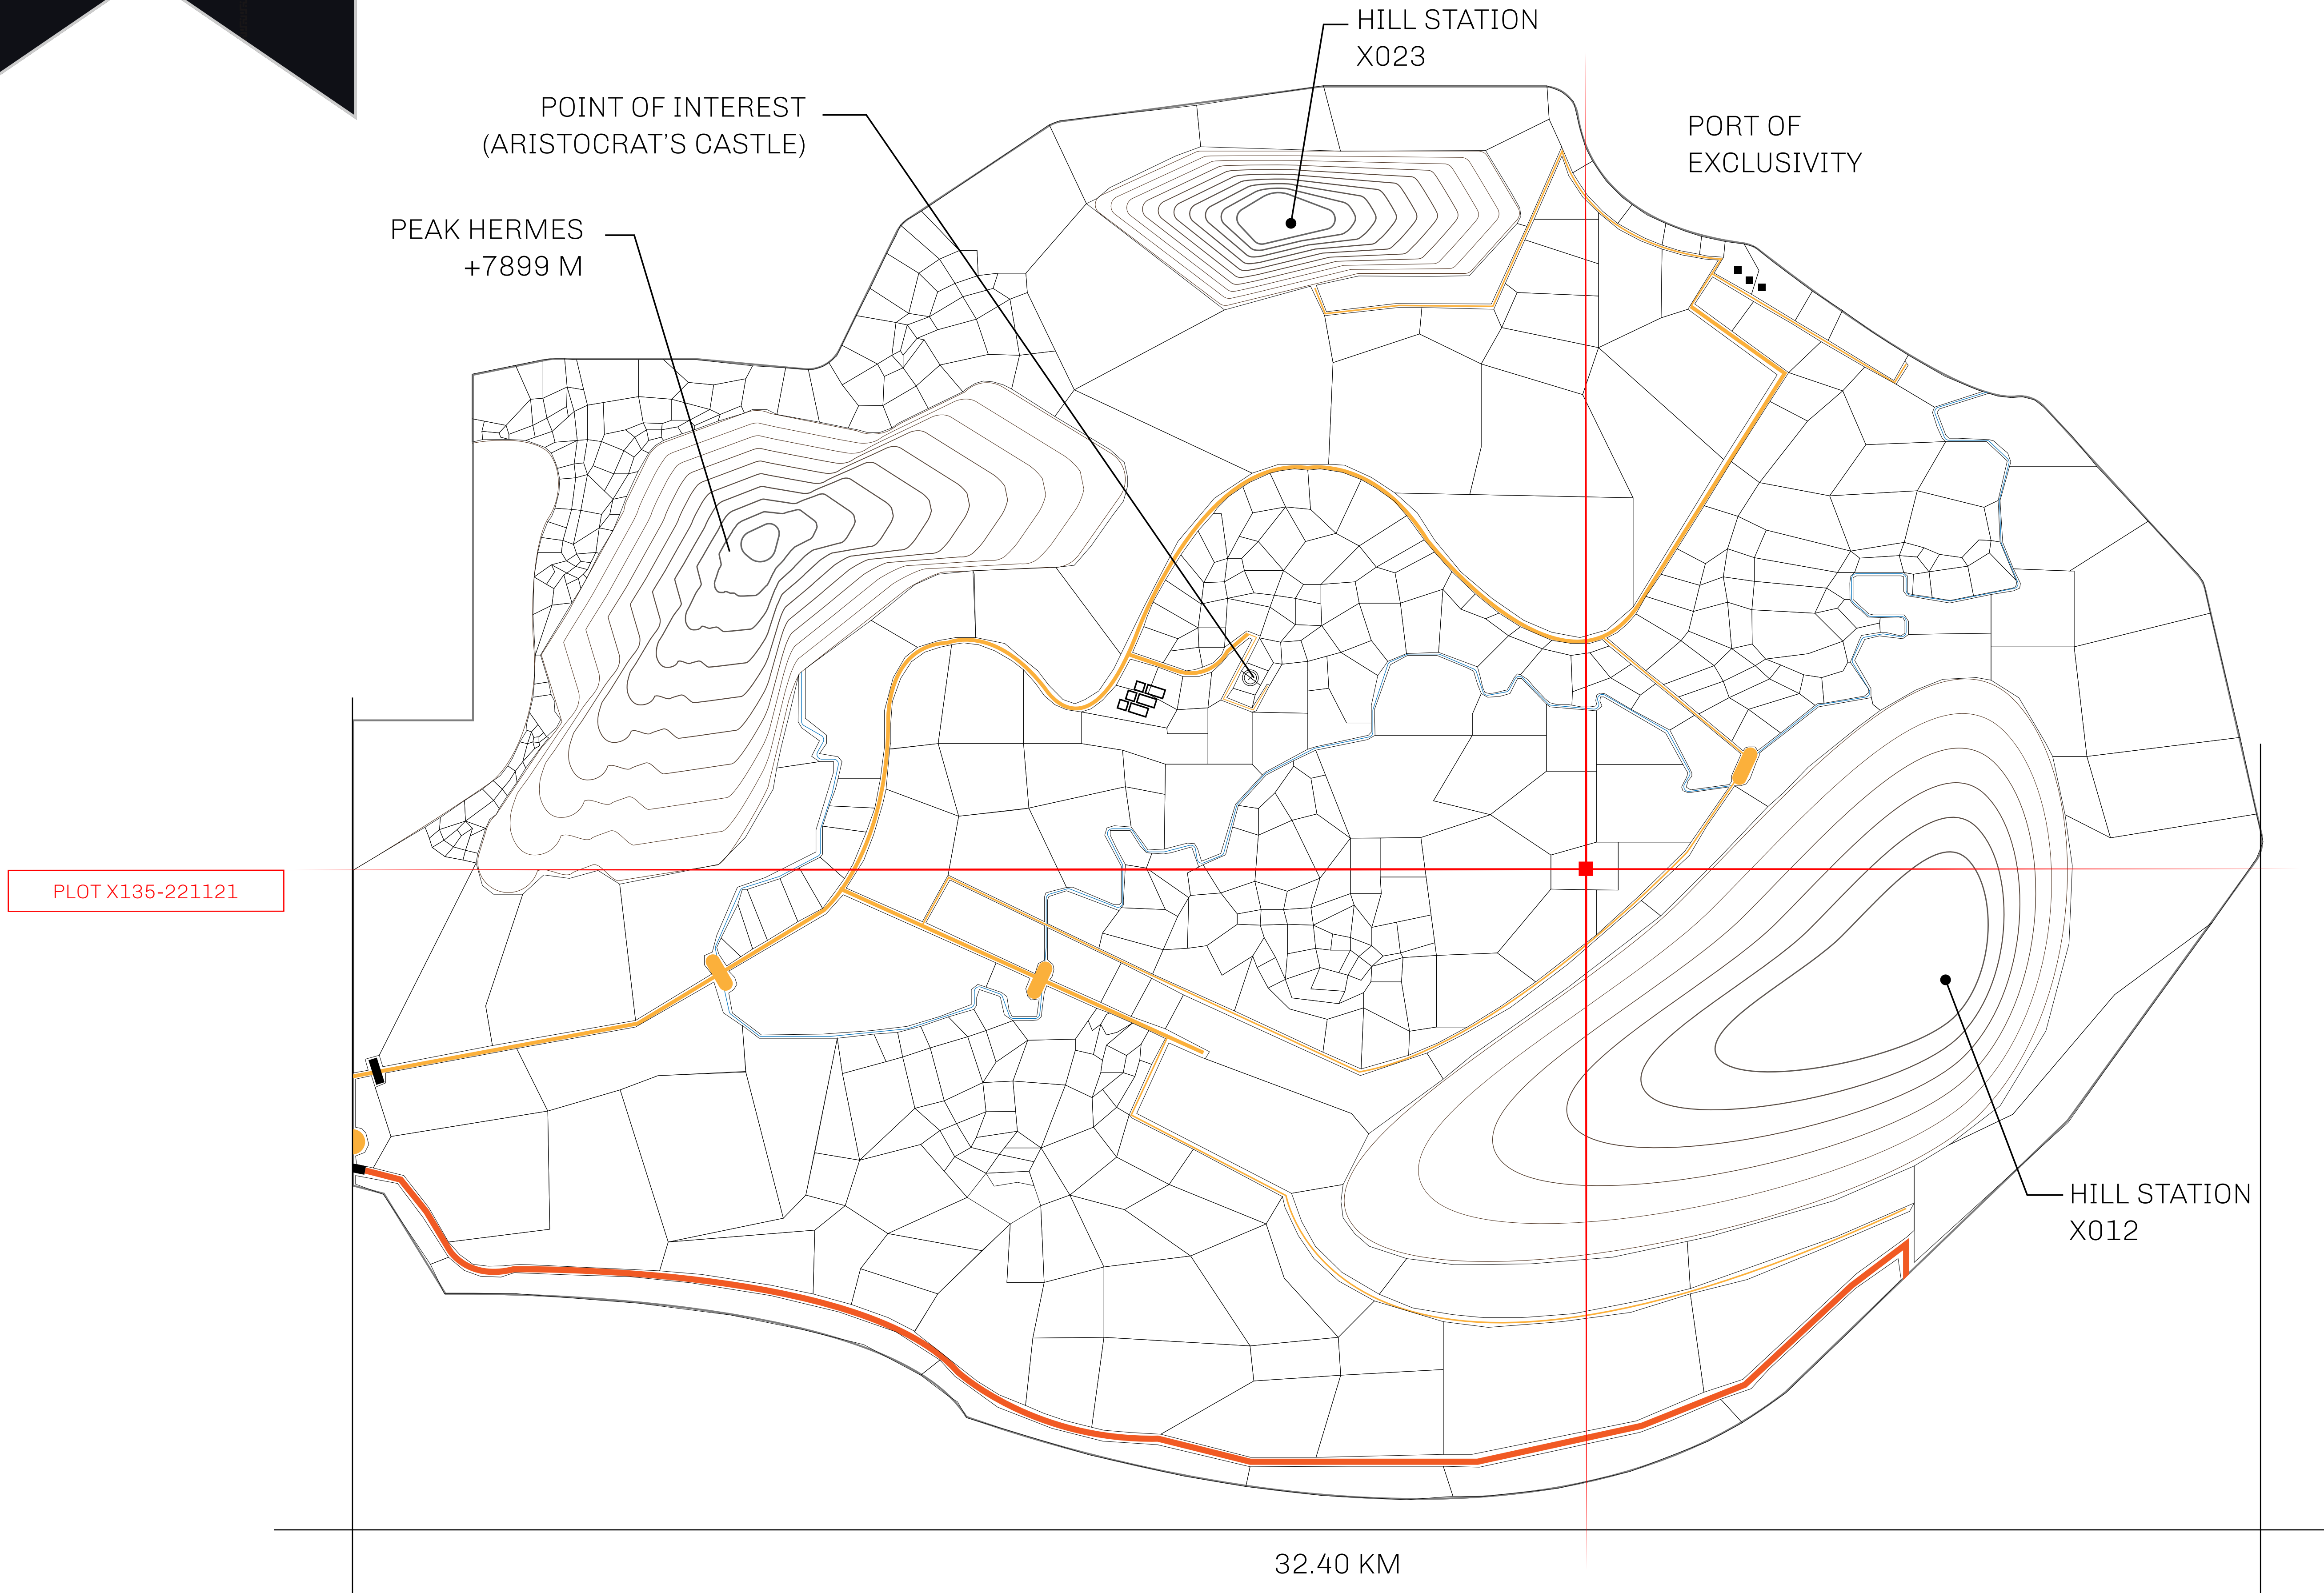 HILL STATION
X023
POINT OF INTEREST
(ARISTOCRAT'S CASTLE)
PORT OF
EXCLUSIVITY
PEAK HERMES
+7899 M
PLOT X135-221121
HILL STATION
X012
32.40 KM